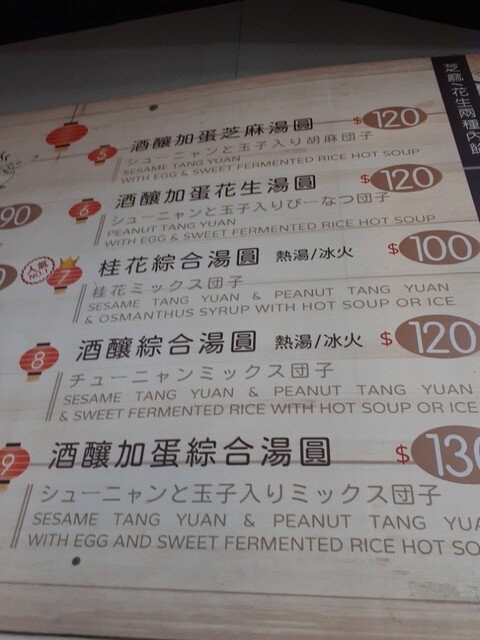 芝麻/花生兩種內餡
5 酒釀加蛋芝麻湯圓 $120
シューニャンと玉子入り胡麻団子
SESAME TANG YUAN
WITH EGG & SWEET FERMENTED RICE HOT SOUP
6 酒釀加蛋花生湯圓 $120
シューニャンと玉子入りぴーなつ団子
PEANUT TANG YUAN
WITH EGG & SWEET FERMENTED RICE HOT SOUP
90
人氣 NO.1
7 桂花綜合湯圓 熱湯/冰火 $100
桂花ミックス団子
SESAME TANG YUAN & PEANUT TANG YUAN
& OSMANTHUS SYRUP WITH HOT SOUP OR ICE
8 酒釀綜合湯圓 熱湯/冰火 $120
チューニャンミックス団子
SESAME TANG YUAN & PEANUT TANG YUAN
& SWEET FERMENTED RICE WITH HOT SOUP OR ICE
9 酒釀加蛋綜合湯圓 $130
シューニャンと玉子入りミックス団子
SESAME TANG YUAN & PEANUT TANG YUA
WITH EGG AND SWEET FERMENTED RICE HOT SO